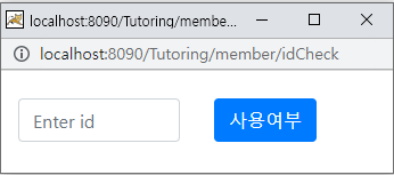 localhost:8090/Tutoring/membe...
localhost:8090/Tutoring/member/idCheck
Enter id
사용여부